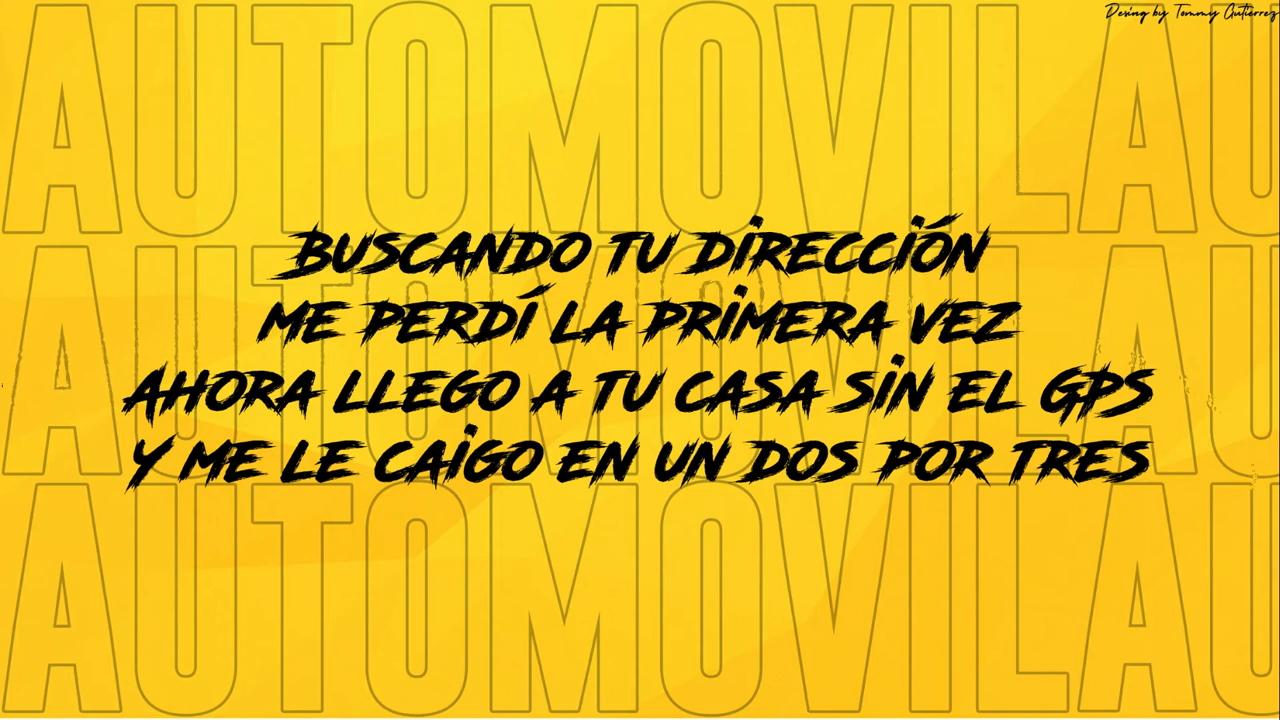 Desing by Tommy Gutierrez
AUTOMOVILAU
BUSCANDO TU DIRECCIÓN
AUTOMOVILAU
ME PERDÍ LA PRIMERA VEZ
AHORA LLEGO A TU CASA SIN EL GPS
Y ME LE CAIGO EN UN DOS POR TRES
AUTOMOVILAU